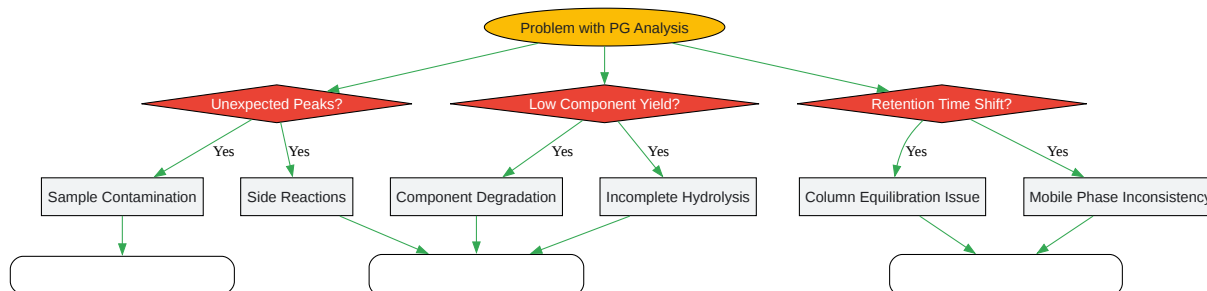 Problem with PG Analysis
Unexpected Peaks?
Low Component Yield?
Retention Time Shift?
Yes
Yes
Yes
Yes
Yes
Yes
Sample Contamination
Side Reactions
Component Degradation
Incomplete Hydrolysis
Column Equilibration Issue
Mobile Phase Inconsistency